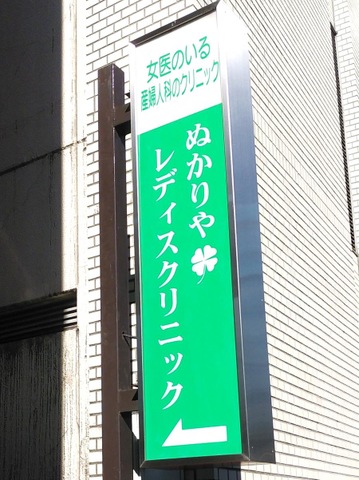 女医のいる
産婦人科のクリニック
ぬかりや
レディスクリニック